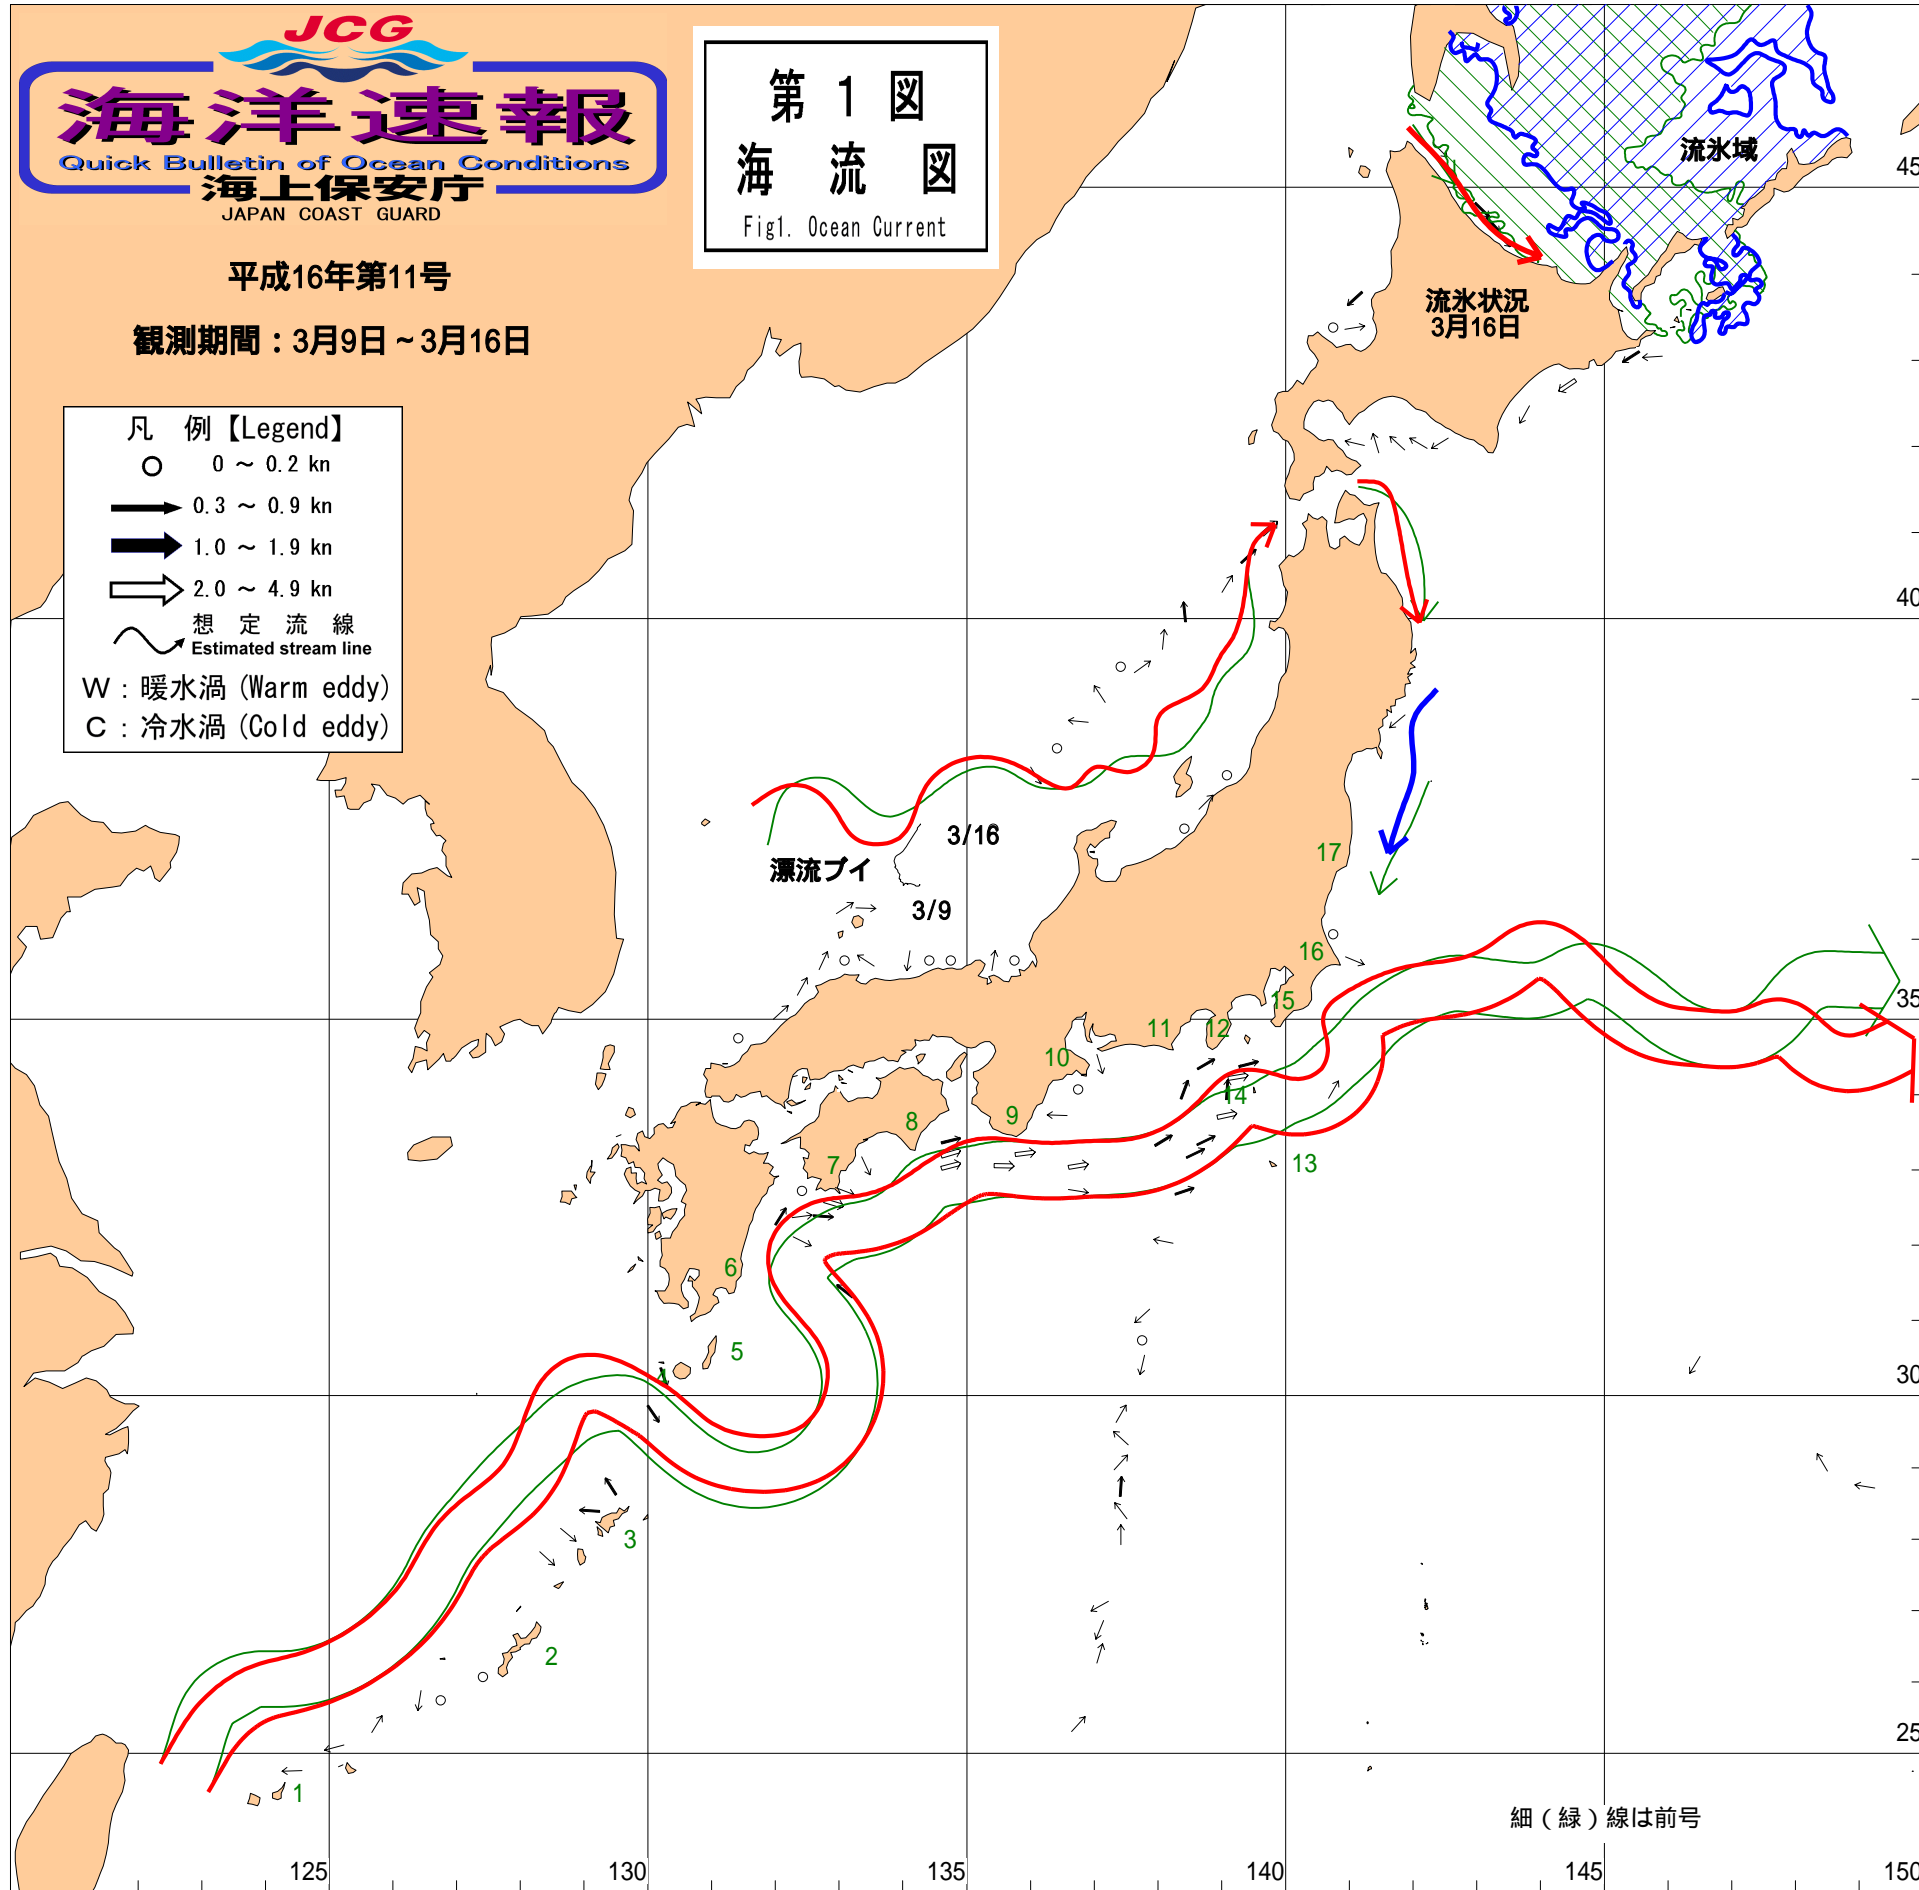 JCG
海洋速報
Quick Bulletin of Ocean Conditions
海上保安庁
JAPAN COAST GUARD
平成16年第11号
観測期間：3月9日～3月16日
第 1 図
海 流 図
Fig1. Ocean Current
凡 例【Legend】
0 ～ 0.2 kn
0.3 ～ 0.9 kn
1.0 ～ 1.9 kn
2.0 ～ 4.9 kn
想 定 流 線
Estimated stream line
W：暖水渦 (Warm eddy)
C：冷水渦 (Cold eddy)
流氷域
流氷状況
3月16日
45
40
3/16
漂流ブイ
3/9
17
16
35
15
12
11
10
14
9
8
13
7
6
5
4
30
3
2
25
1
細（緑）線は前号
125
130
135
140
145
150